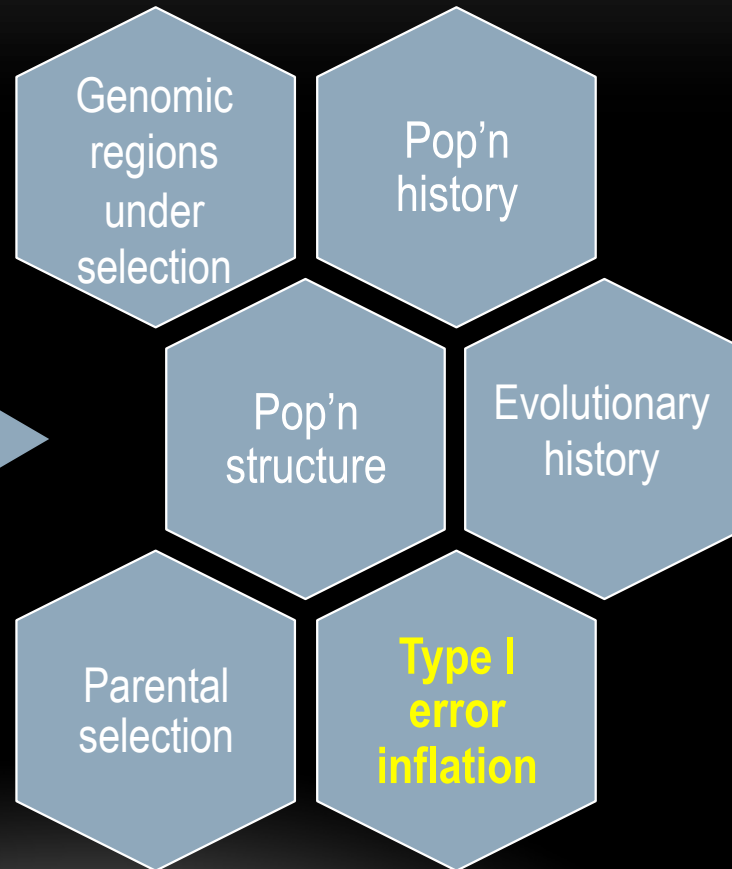 Genomic
regions
under
selection
Pop’n
history
Pop’n
structure
Evolutionary
history
Parental
selection
Type I
error
inflation